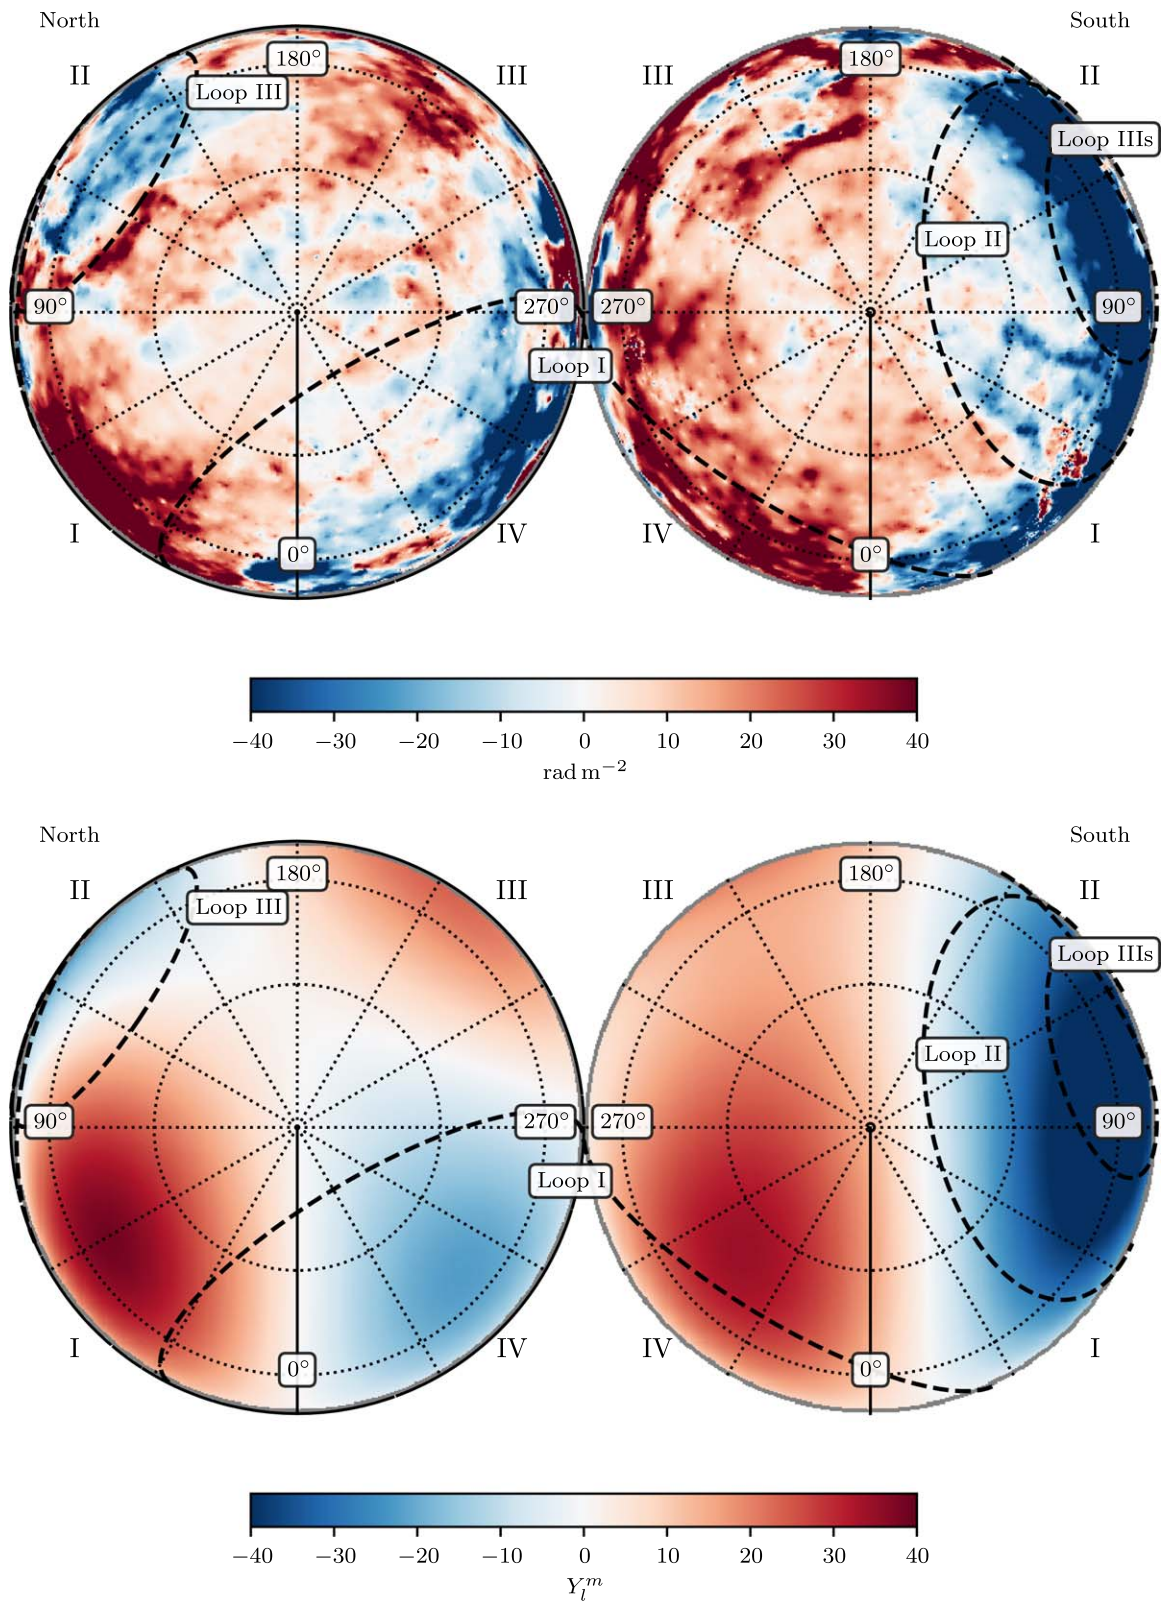 North South
180° 180°
II III III II
Loop III
Loop IIIs
Loop II
90° 270° 270° 90°
Loop I
I IV IV I
0° 0°
−40 −30 −20 −10 0 10 20 30 40
rad m−2
North South
180° 180°
II III III II
Loop III
Loop IIIs
Loop II
90° 270° 270° 90°
Loop I
I IV IV I
0° 0°
−40 −30 −20 −10 0 10 20 30 40
Ylm